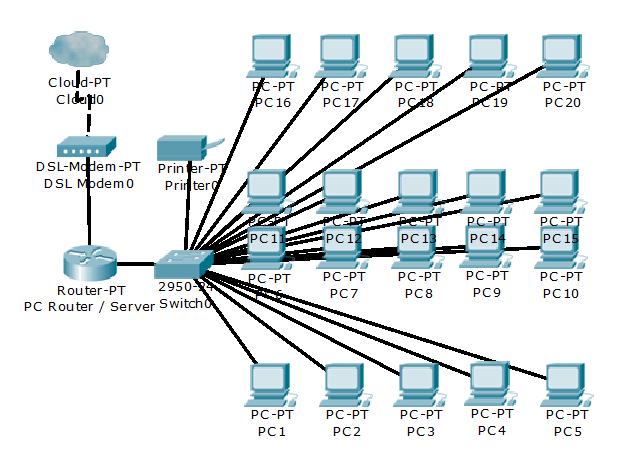 PC-PT
PC16
PC-PT
PC17
PC-PT
PC18
PC-PT
PC19
PC-PT
PC20
Cloud-PT
Cloud0
DSL-Modem-PT
DSL Modem0
Printer-PT
Printer0
PC-PT
PC11
PC-PT
PC12
PC-PT
PC13
PC-PT
PC14
PC-PT
PC15
Router-PT
PC Router / Server
2950-24
Switch0
PC-PT
PC6
PC-PT
PC7
PC-PT
PC8
PC-PT
PC9
PC-PT
PC10
PC-PT
PC1
PC-PT
PC2
PC-PT
PC3
PC-PT
PC4
PC-PT
PC5